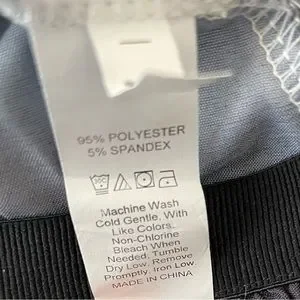 95% POLYESTER
5% SPANDEX
Machine Wash
Cold Gentle, With
Like Colors,
Non-Chlorine
Bleach When
Needed, Tumble
Dry Low, Remove
Promptly, Iron Low
MADE IN CHINA